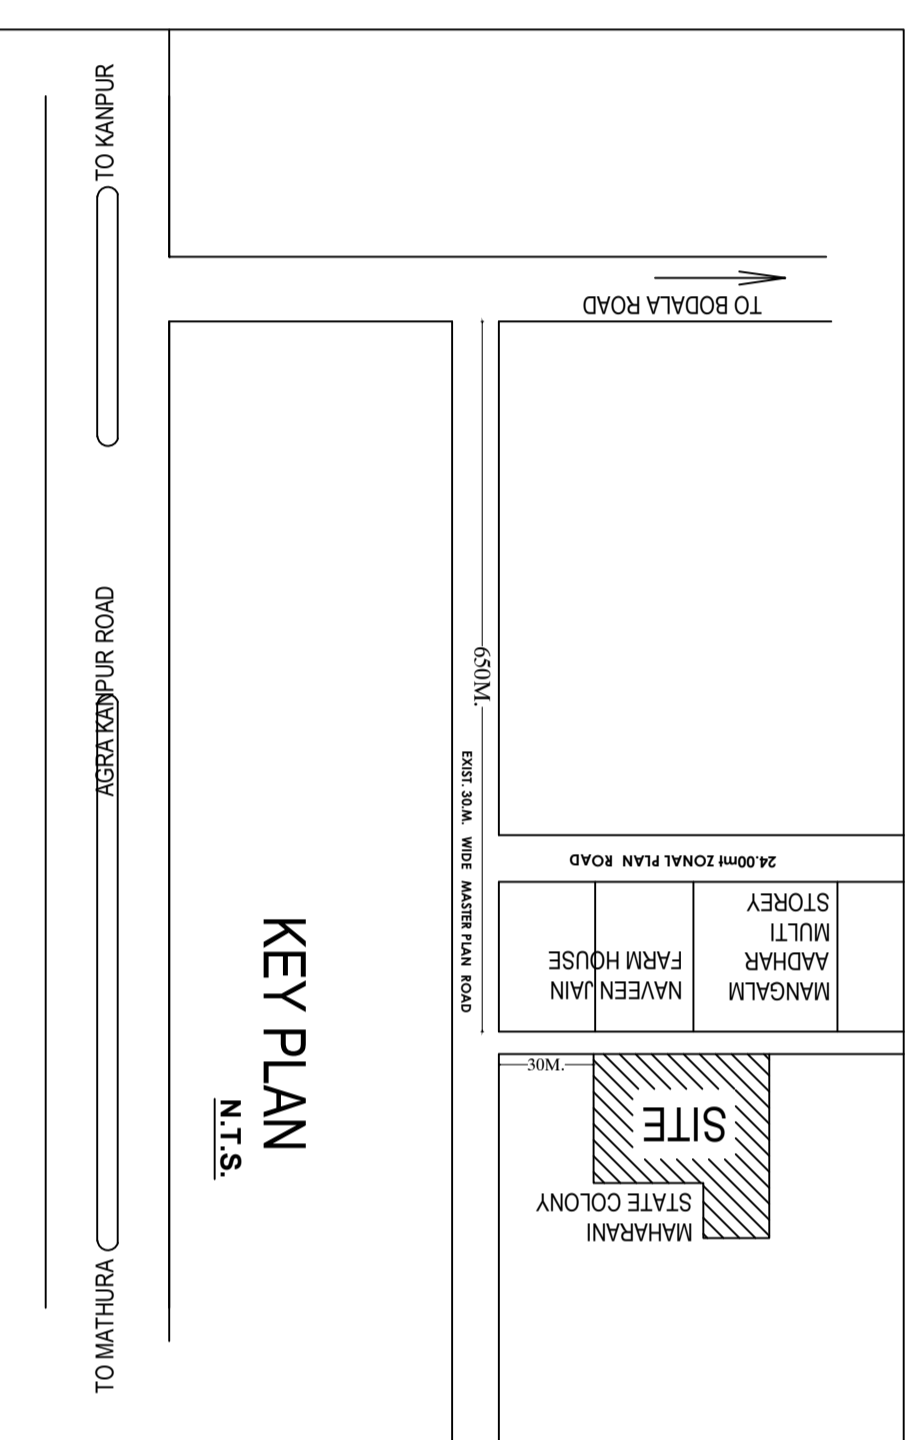 TO KANPUR
AGRA KANPUR ROAD
TO MATHURA
TO BODALA ROAD
650M.
EXIST. 30.M. WIDE MASTER PLAN ROAD
24.00mt ZONAL PLAN ROAD
NAVEEN JAIN
FARM HOUSE
MANGALM
AADHAR
MULTI
STOREY
30M.
SITE
MAHARANI
STATE COLONY
KEY PLAN
N.T.S.